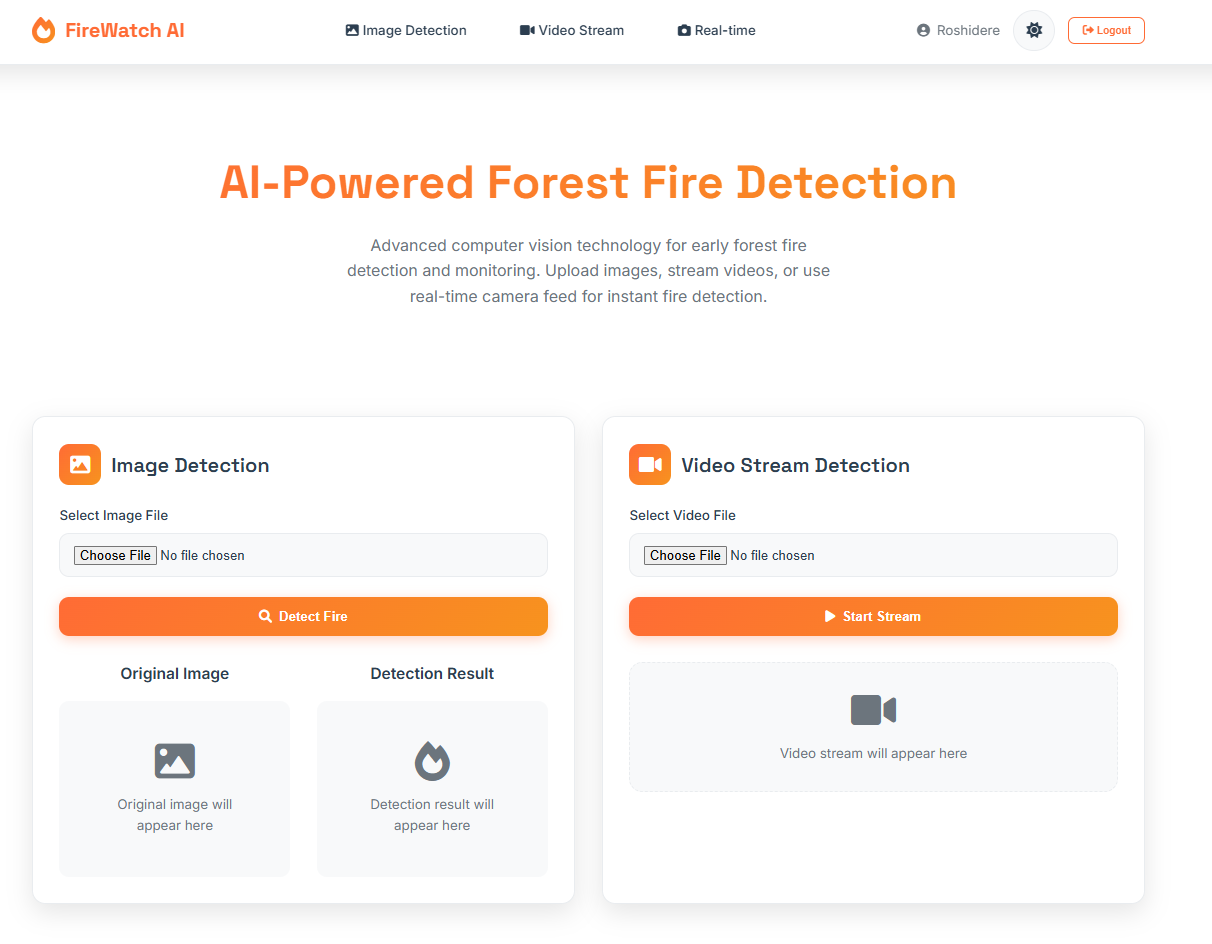 FireWatch AI
Image Detection
Video Stream
Real-time
Roshidere
Logout
AI-Powered Forest Fire Detection
Advanced computer vision technology for early forest fire
detection and monitoring. Upload images, stream videos, or use
real-time camera feed for instant fire detection.
Image Detection
Select Image File
Choose File No file chosen
Detect Fire
Original Image
Detection Result
Original image will
appear here
Detection result will
appear here
Video Stream Detection
Select Video File
Choose File No file chosen
Start Stream
Video stream will appear here